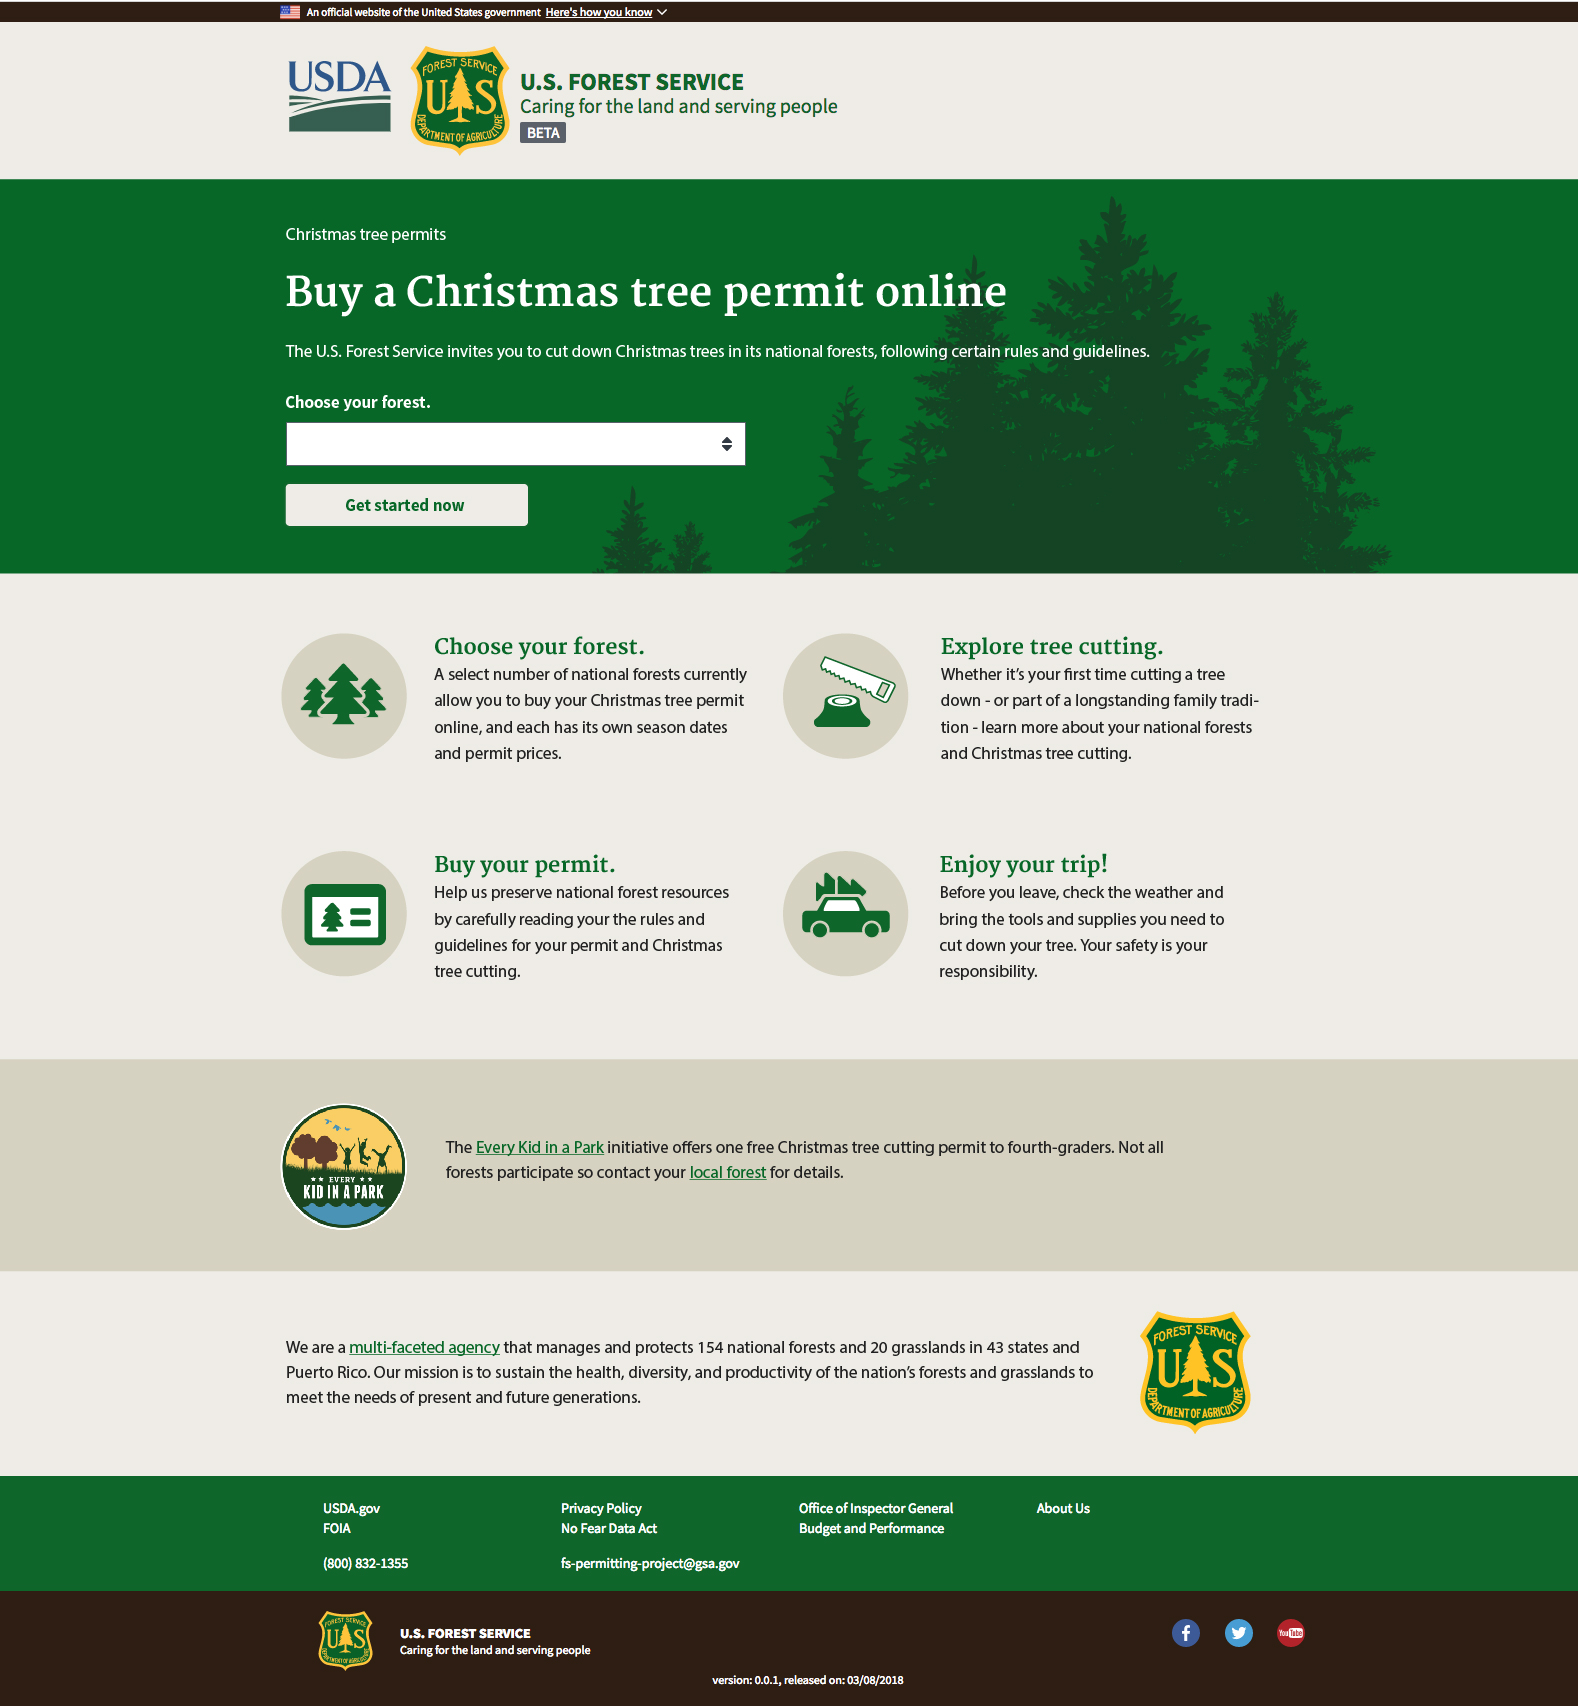 An official website of the United States government Here's how you know
USDA
FOREST SERVICE
U S
DEPARTMENT OF AGRICULTURE
U.S. FOREST SERVICE
Caring for the land and serving people
BETA
Christmas tree permits
Buy a Christmas tree permit online
The U.S. Forest Service invites you to cut down Christmas trees in its national forests, following certain rules and guidelines.
Choose your forest.
Get started now
Choose your forest.
A select number of national forests currently
allow you to buy your Christmas tree permit
online, and each has its own season dates
and permit prices.
Explore tree cutting.
Whether it’s your first time cutting a tree
down - or part of a longstanding family tradi-
tion - learn more about your national forests
and Christmas tree cutting.
Buy your permit.
Help us preserve national forest resources
by carefully reading your the rules and
guidelines for your permit and Christmas
tree cutting.
Enjoy your trip!
Before you leave, check the weather and
bring the tools and supplies you need to
cut down your tree. Your safety is your
responsibility.
EVERY
KID IN A PARK
The Every Kid in a Park initiative offers one free Christmas tree cutting permit to fourth-graders. Not all
forests participate so contact your local forest for details.
We are a multi-faceted agency that manages and protects 154 national forests and 20 grasslands in 43 states and
Puerto Rico. Our mission is to sustain the health, diversity, and productivity of the nation’s forests and grasslands to
meet the needs of present and future generations.
FOREST SERVICE
U S
DEPARTMENT OF AGRICULTURE
USDA.gov
FOIA
(800) 832-1355
Privacy Policy
No Fear Data Act
fs-permitting-project@gsa.gov
Office of Inspector General
Budget and Performance
About Us
FOREST SERVICE
U S
DEPARTMENT OF AGRICULTURE
U.S. FOREST SERVICE
Caring for the land and serving people
YouTube
version: 0.0.1, released on: 03/08/2018